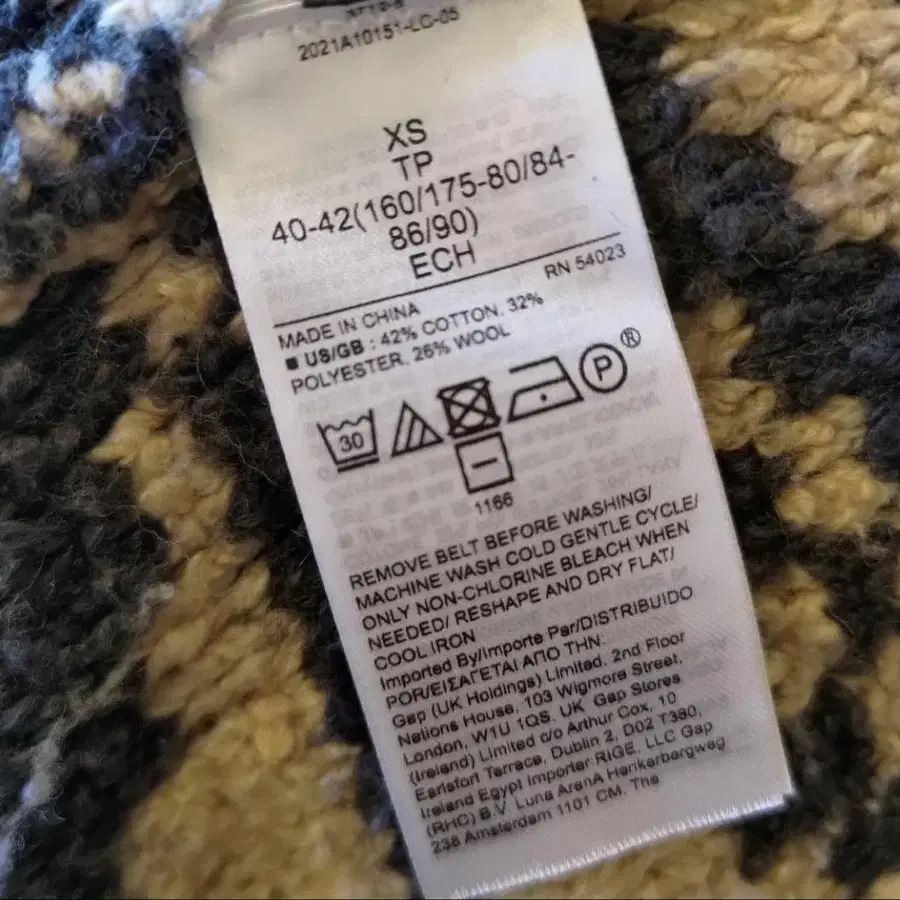 2021A10151-LC-05
XS
TP
40-42(160/175-80/84-
86/90)
ECH
RN 54023
MADE IN CHINA
■ US/GB : 42% COTTON, 32%
POLYESTER, 26% WOOL
30
P®
1166
REMOVE BELT BEFORE WASHING/
MACHINE WASH COLD GENTLE CYCLE/
ONLY NON-CHLORINE BLEACH WHEN
NEEDED/ RESHAPE AND DRY FLAT/
COOL IRON
Imported By/Importe Par/DISTRIBUIDO
POR/ΕΙΣΑΓΕΤΑΙ ΑΠΟ ΤΗΝ:
Gap (UK Holdings) Limited, 2nd Floor
Nations House, 103 Wigmore Street,
London, W1U 1QS, UK Gap Stores
(Ireland) Limited c/o Arthur Cox, 10
Earlsfort Terrace, Dublin 2, D02 T380,
Ireland Egypt Importer RIGE, LLC Gap
(RHC) B.V. Luna ArenA Herikerbergweg
238 Amsterdam 1101 CM, The